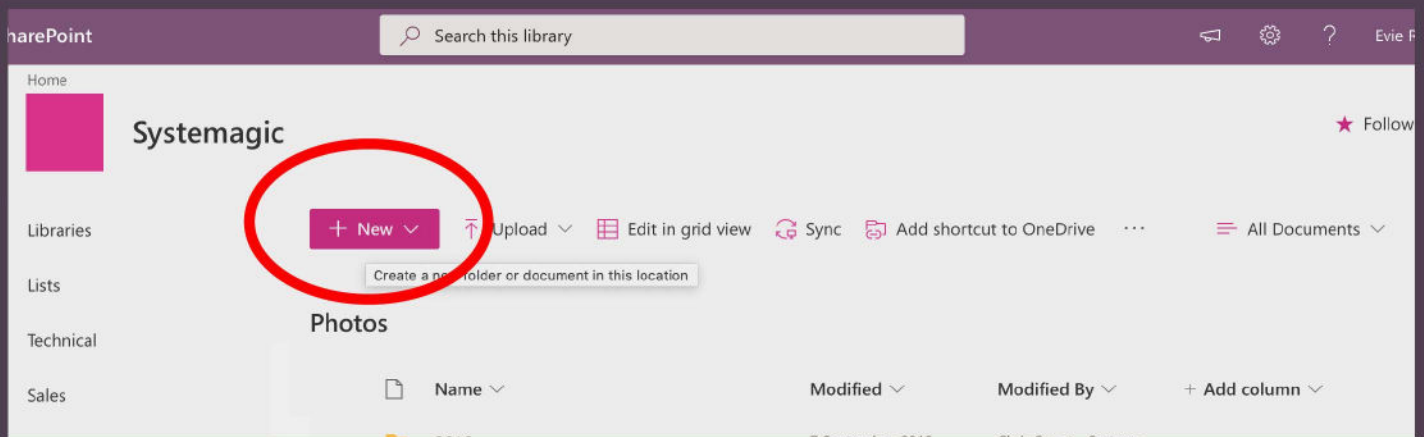 harePoint
Search this library
Evie
Home
Systemagic
Follow
Libraries
+ New
Upload
Edit in grid view
Sync
Add shortcut to OneDrive
...
All Documents
Create a new folder or document in this location
Lists
Photos
Technical
Name
Modified
Modified By
+ Add column
Sales